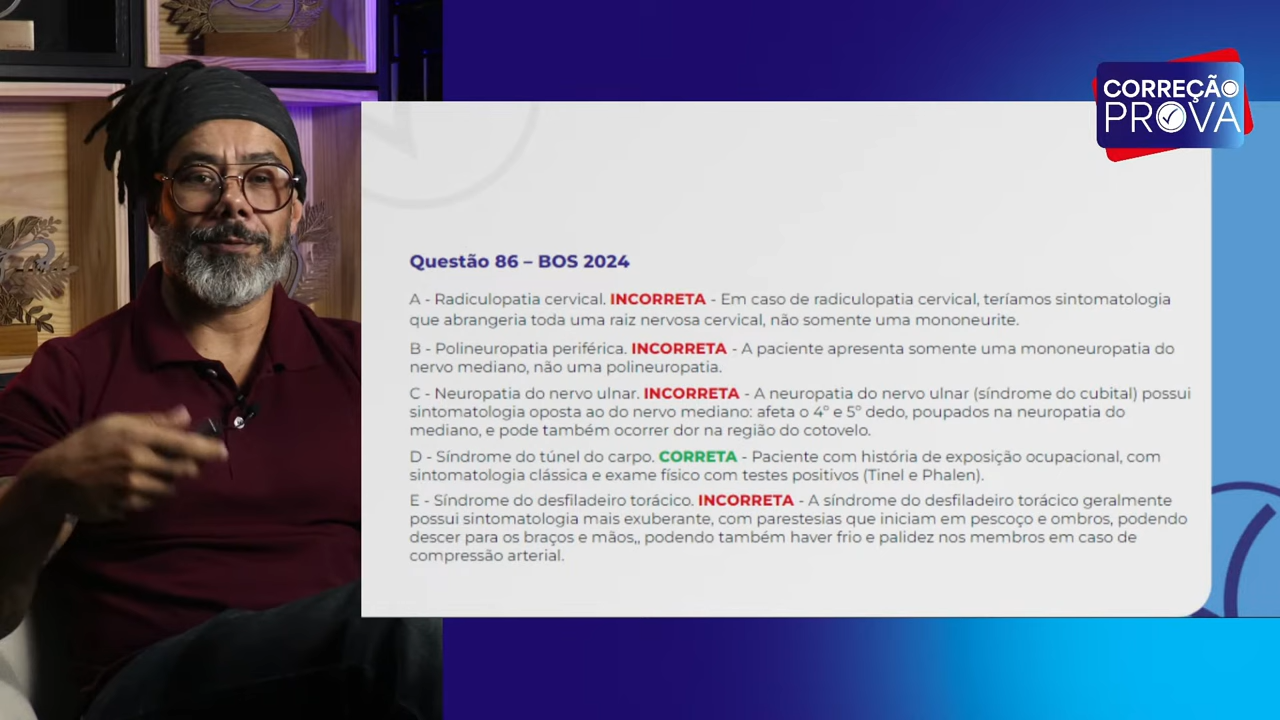 CORREÇÃO
PROVA
Questão 86 – BOS 2024
A - Radiculopatia cervical. INCORRETA - Em caso de radiculopatia cervical, teríamos sintomatologia
que abrangeria toda uma raiz nervosa cervical, não somente uma mononeurite.
B - Polineuropatia periférica. INCORRETA - A paciente apresenta somente uma mononeuropatia do
nervo mediano, não uma polineuropatia.
C - Neuropatia do nervo ulnar. INCORRETA - A neuropatia do nervo ulnar (síndrome do cubital) possui
sintomatologia oposta ao do nervo mediano: afeta o 4º e 5º dedo, poupados na neuropatia do
mediano, e pode também ocorrer dor na região do cotovelo.
D - Síndrome do túnel do carpo. CORRETA - Paciente com história de exposição ocupacional, com
sintomatologia clássica e exame físico com testes positivos (Tinel e Phalen).
E - Síndrome do desfiladeiro torácico. INCORRETA - A síndrome do desfiladeiro torácico geralmente
possui sintomatologia mais exuberante, com parestesias que iniciam em pescoço e ombros, podendo
descer para os braços e mãos,, podendo também haver frio e palidez nos membros em caso de
compressão arterial.